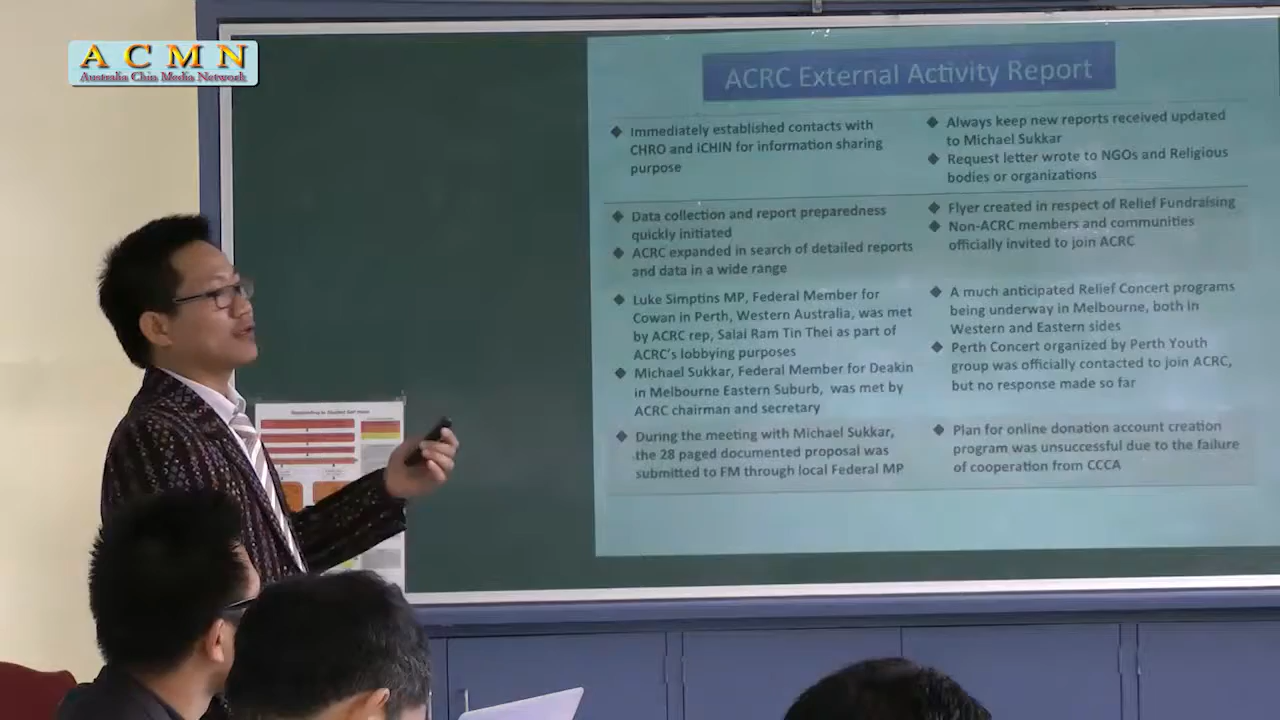 A C M N
Australia Chin Media Network
ACRC External Activity Report
Immediately established contacts with
CHRO and iCHIN for information sharing
purpose
Always keep new reports received updated
to Michael Sukkar
Request letter wrote to NGOs and Religious
bodies or organizations
Data collection and report preparedness
quickly initiated
ACRC expanded in search of detailed reports
and data in a wide range
Flyer created in respect of Relief Fundraising
Non-ACRC members and communities
officially invited to join ACRC
Luke Simptins MP, Federal Member for
Cowan in Perth, Western Australia, was met
by ACRC rep, Salai Ram Tin Thei as part of
ACRC's lobbying purposes
Michael Sukkar, Federal Member for Deakin
in Melbourne Eastern Suburb, was met by
ACRC chairman and secretary
A much anticipated Relief Concert programs
being underway in Melbourne, both in
Western and Eastern sides
Perth Concert organized by Perth Youth
group was officially contacted to join ACRC,
but no response made so far
During the meeting with Michael Sukkar,
the 28 paged documented proposal was
submitted to FM through local Federal MP
Plan for online donation account creation
program was unsuccessful due to the failure
of cooperation from CCCA